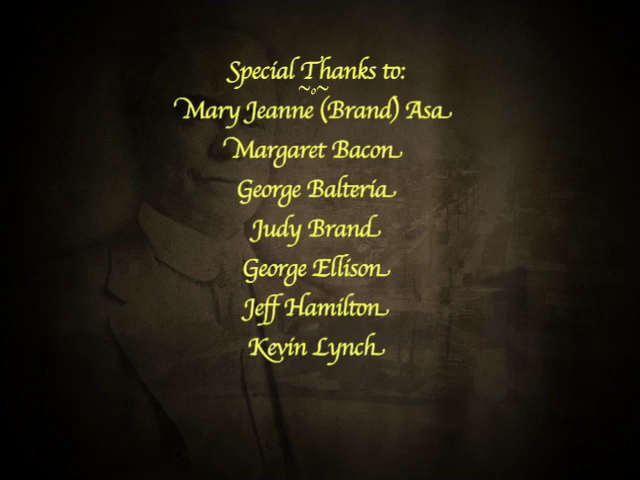 Special Thanks to:
~o~
Mary Jeanne (Brand) Asa
Margaret Bacon
George Balteria
Judy Brand
George Ellison
Jeff Hamilton
Kevin Lynch